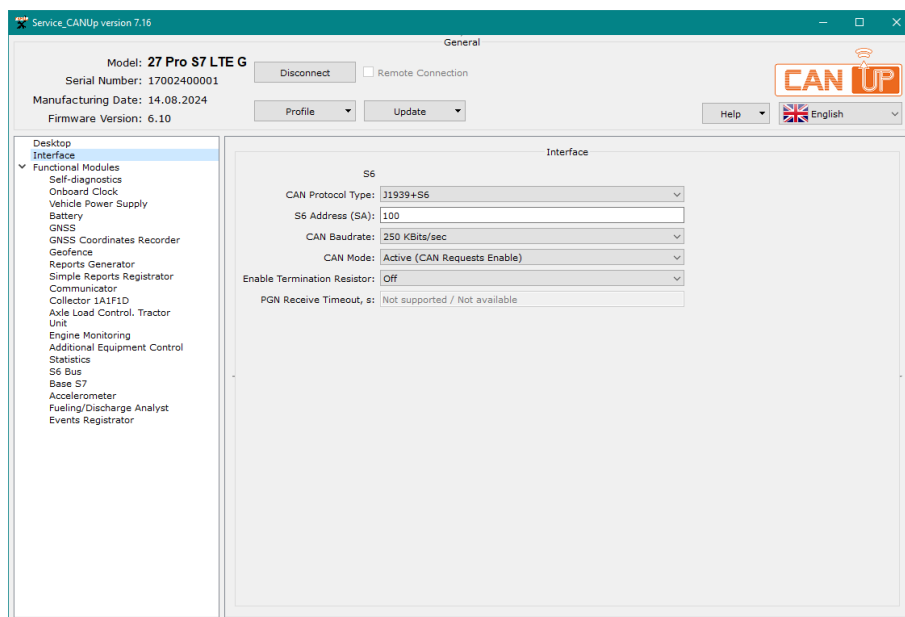 Service_CANUp version 7.16
General
Model: 27 Pro S7 LTE G
Serial Number: 17002400001
Manufacturing Date: 14.08.2024
Firmware Version: 6.10
Disconnect
Remote Connection
Profile
Update
CAN UP
Help
English
Desktop
Interface
Functional Modules
Self-diagnostics
Onboard Clock
Vehicle Power Supply
Battery
GNSS
GNSS Coordinates Recorder
Geofence
Reports Generator
Simple Reports Registrator
Communicator
Collector 1A1F1D
Axle Load Control. Tractor
Unit
Engine Monitoring
Additional Equipment Control
Statistics
S6 Bus
Base S7
Accelerometer
Fueling/Discharge Analyst
Events Registrator
Interface
S6
CAN Protocol Type: J1939+S6
S6 Address (SA): 100
CAN Baudrate: 250 KBits/sec
CAN Mode: Active (CAN Requests Enable)
Enable Termination Resistor: Off
PGN Receive Timeout, s: Not supported / Not available